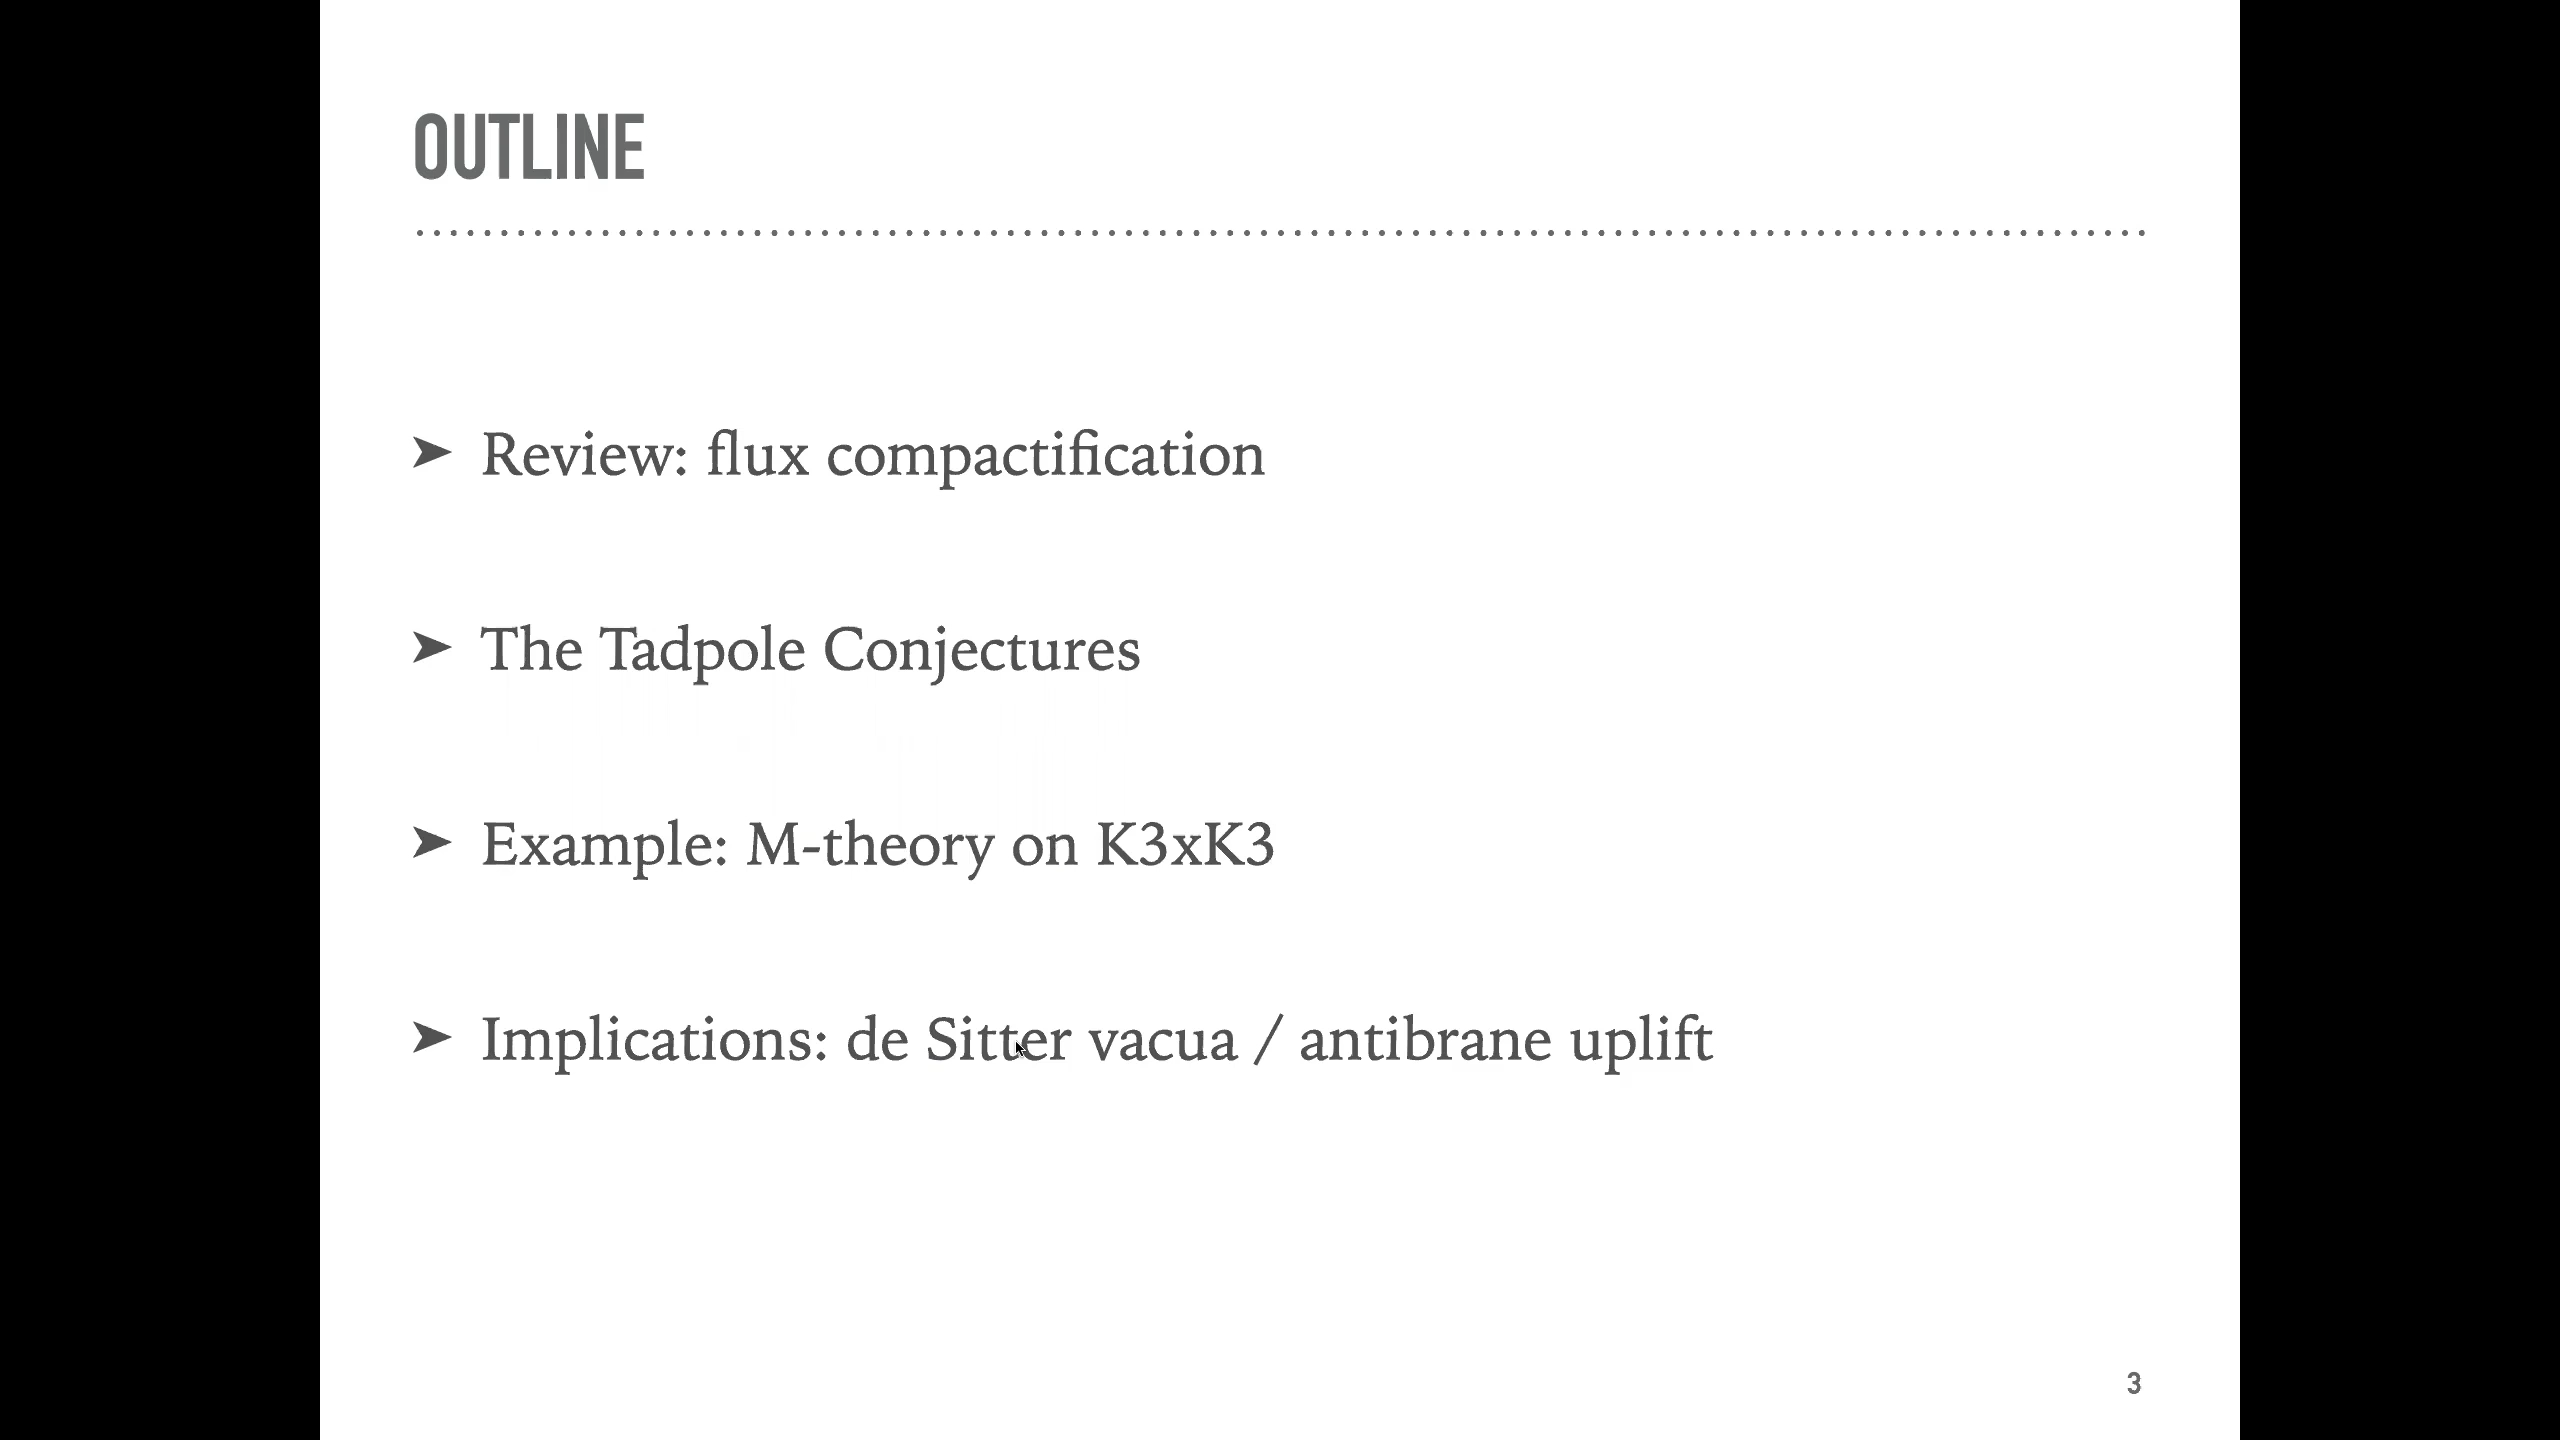 OUTLINE
➤ Review: flux compactification
➤ The Tadpole Conjectures
➤ Example: M-theory on K3xK3
➤ Implications: de Sitter vacua / antibrane uplift
3